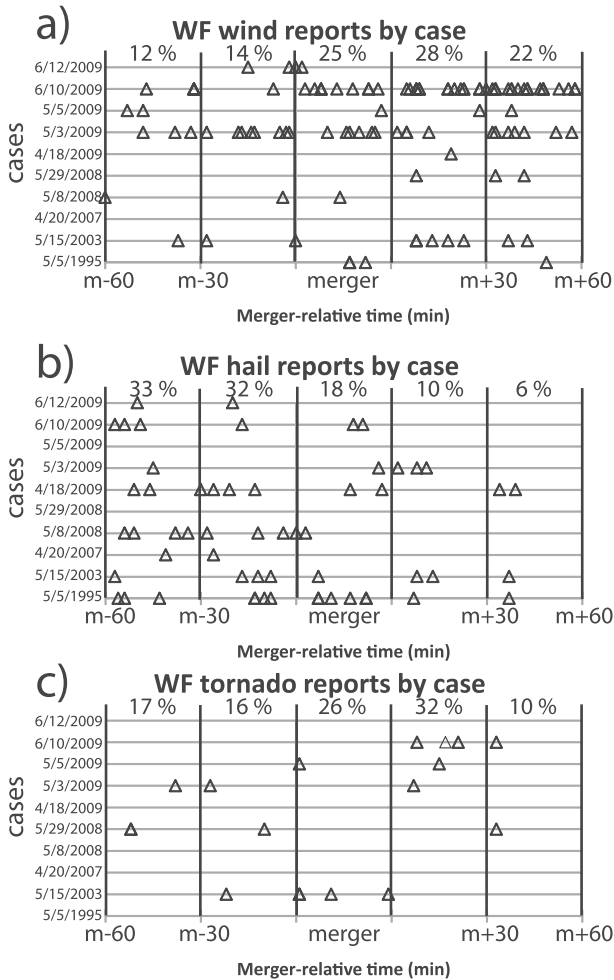 a)
WF wind reports by case
12 % 14 % 25 % 28 % 22 %
cases
6/12/2009
6/10/2009
5/5/2009
5/3/2009
4/18/2009
5/29/2008
5/8/2008
4/20/2007
5/15/2003
5/5/1995
m-60 m-30 merger m+30 m+60
Merger-relative time (min)
b)
WF hail reports by case
33 % 32 % 18 % 10 % 6 %
cases
6/12/2009
6/10/2009
5/5/2009
5/3/2009
4/18/2009
5/29/2008
5/8/2008
4/20/2007
5/15/2003
5/5/1995
m-60 m-30 merger m+30 m+60
Merger-relative time (min)
c)
WF tornado reports by case
17 % 16 % 26 % 32 % 10 %
cases
6/12/2009
6/10/2009
5/5/2009
5/3/2009
4/18/2009
5/29/2008
5/8/2008
4/20/2007
5/15/2003
5/5/1995
m-60 m-30 merger m+30 m+60
Merger-relative time (min)